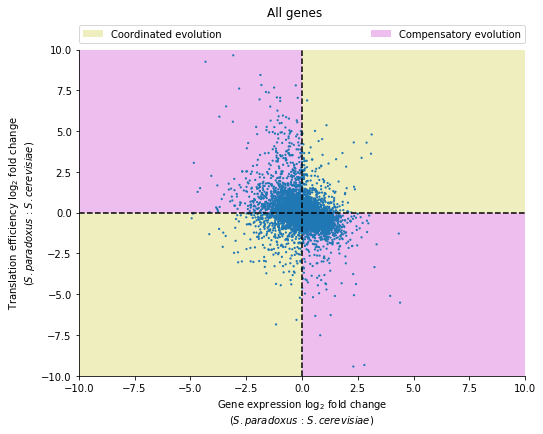 All genes
Coordinated evolution Compensatory evolution
10.0
7.5
5.0
2.5
0.0
−2.5
−5.0
−7.5
−10.0
Translation efficiency log₂ fold change
(S. paradoxus : S. cerevisiae)
−10.0 −7.5 −5.0 −2.5 0.0 2.5 5.0 7.5 10.0
Gene expression log₂ fold change
(S. paradoxus : S. cerevisiae)